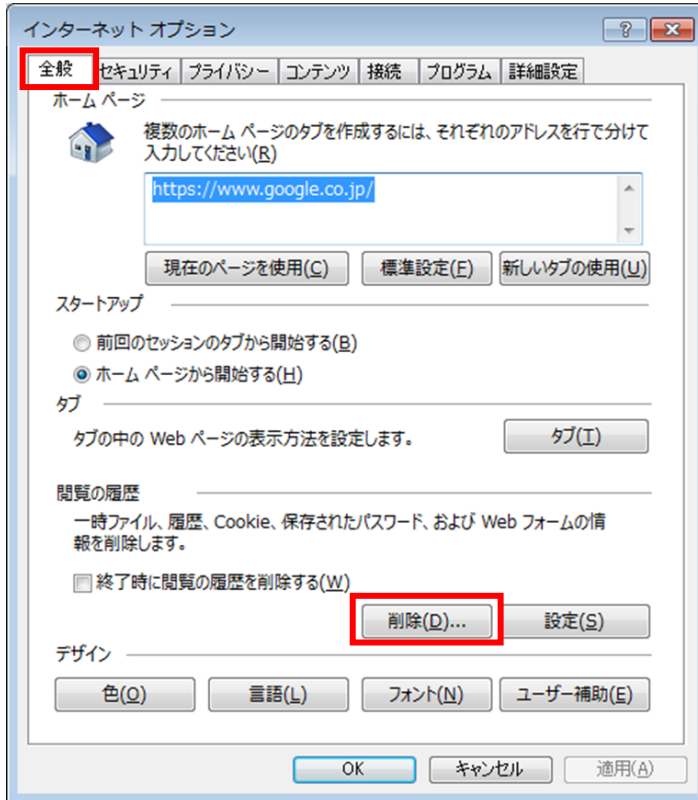 インターネット オプション
全般 セキュリティ プライバシー コンテンツ 接続 プログラム 詳細設定
ホーム ページ
複数のホーム ページのタブを作成するには、それぞれのアドレスを行で分けて
入力してください(R)
https://www.google.co.jp/
現在のページを使用(C) 標準設定(F) 新しいタブの使用(U)
スタートアップ
前回のセッションのタブから開始する(B)
ホーム ページから開始する(H)
タブ
タブの中の Web ページの表示方法を設定します。 タブ(T)
閲覧の履歴
一時ファイル、履歴、Cookie、保存されたパスワード、および Web フォームの情
報を削除します。
終了時に閲覧の履歴を削除する(W)
削除(D)... 設定(S)
デザイン
色(O) 言語(L) フォント(N) ユーザー補助(E)
OK キャンセル 適用(A)